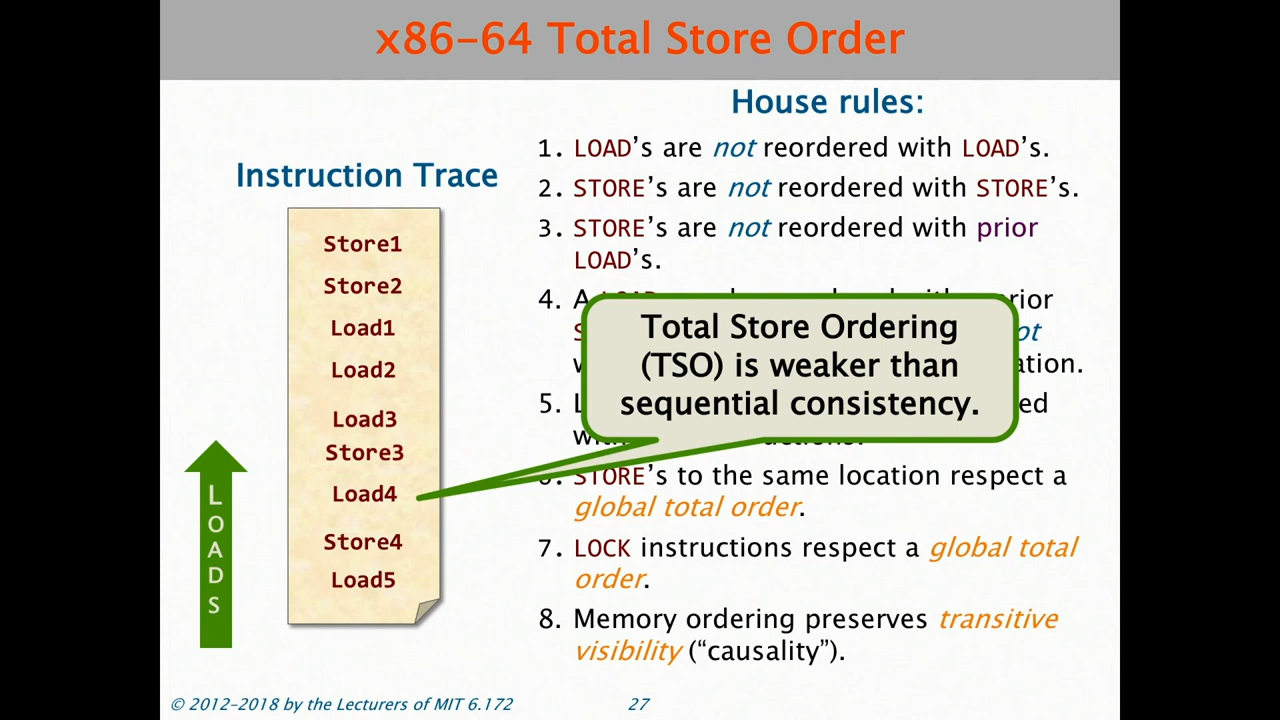 x86-64 Total Store Order
House rules:
Instruction Trace
Store1
Store2
Load1
Load2
Load3
Store3
Load4
Store4
Load5
LOADS
1. LOAD’s are not reordered with LOAD’s.
2. STORE’s are not reordered with STORE’s.
3. STORE’s are not reordered with prior
LOAD’s.
4. A
5.
6. STORE’s to the same location respect a
global total order.
7. LOCK instructions respect a global total
order.
8. Memory ordering preserves transitive
visibility (“causality”).
Total Store Ordering
(TSO) is weaker than
sequential consistency.
© 2012-2018 by the Lecturers of MIT 6.172
27